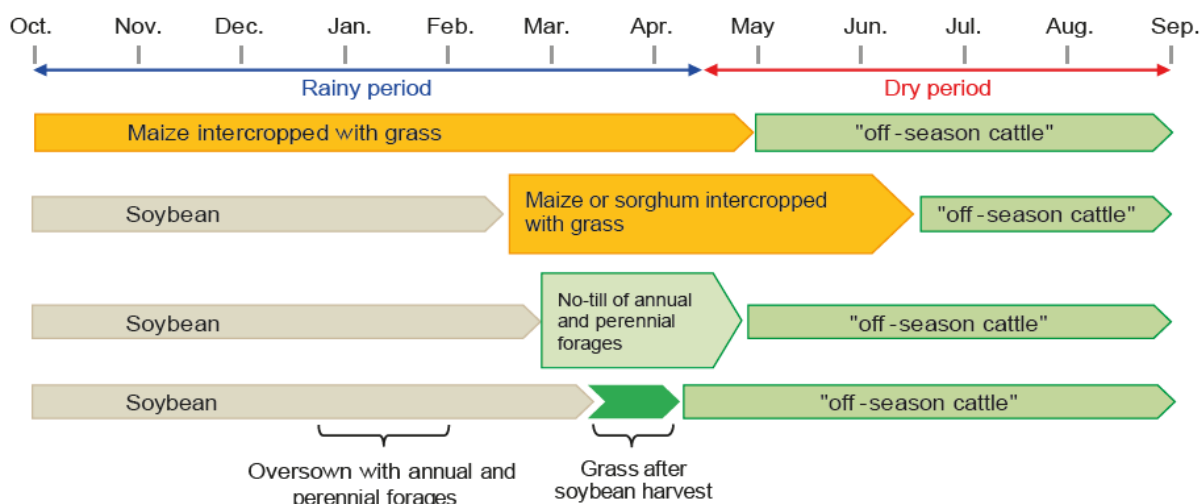 Oct. Nov. Dec. Jan. Feb. Mar. Apr. May Jun. Jul. Aug. Sep.
Rainy period Dry period
Maize intercropped with grass "off-season cattle"
Soybean Maize or sorghum intercropped
with grass "off-season cattle"
Soybean No-till of annual
and perennial
forages "off-season cattle"
Soybean "off-season cattle"
Oversown with annual and
perennial forages
Grass after
soybean harvest